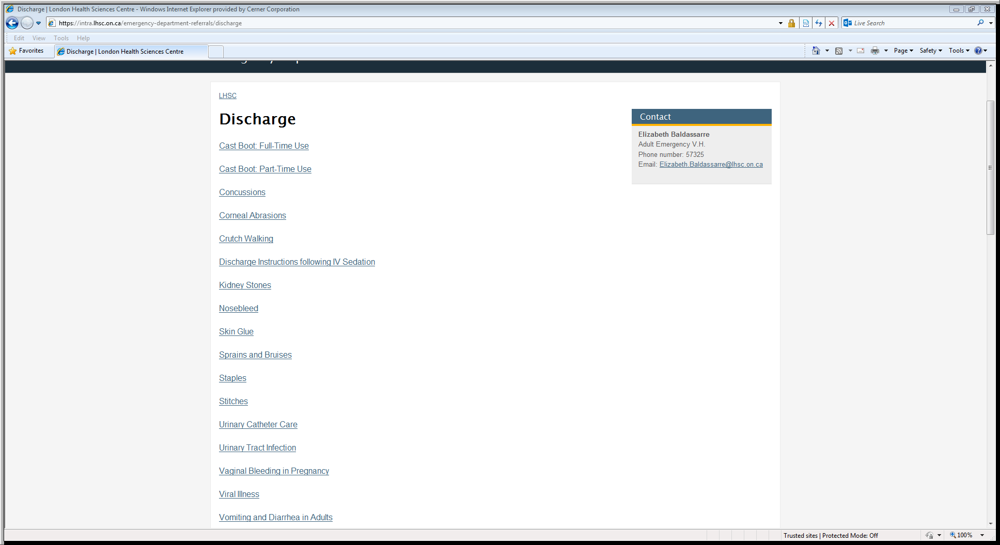 Discharge | London Health Sciences Centre - Windows Internet Explorer provided by Cerner Corporation
https://intra.lhsc.on.ca/emergency-department-referrals/discharge
Live Search
Edit View Tools Help
Favorites
Discharge | London Health Sciences Centre
Page Safety Tools
LHSC
Discharge
Cast Boot: Full-Time Use
Cast Boot: Part-Time Use
Concussions
Corneal Abrasions
Crutch Walking
Discharge Instructions following IV Sedation
Kidney Stones
Nosebleed
Skin Glue
Sprains and Bruises
Staples
Stitches
Urinary Catheter Care
Urinary Tract Infection
Vaginal Bleeding in Pregnancy
Viral Illness
Vomiting and Diarrhea in Adults
Contact
Elizabeth Baldassarre
Adult Emergency V.H.
Phone number: 57325
Email: Elizabeth.Baldassarre@lhsc.on.ca
Trusted sites | Protected Mode: Off
100%